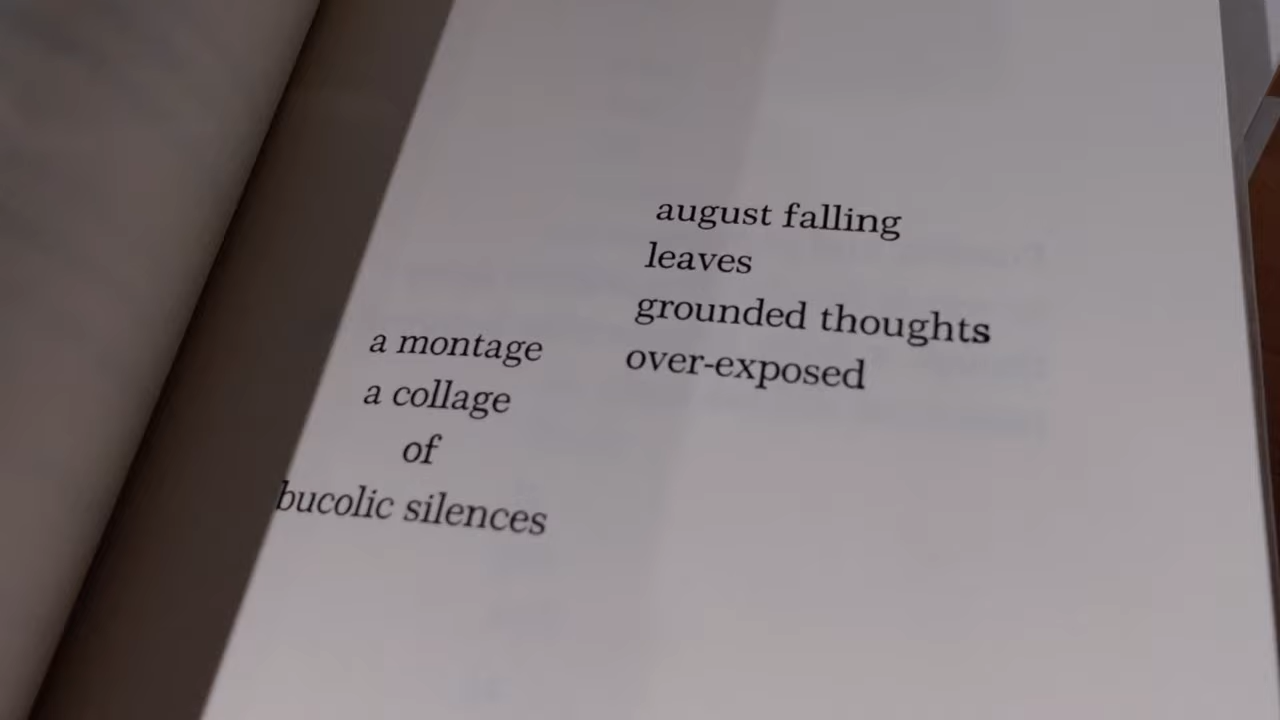 august falling
leaves
grounded thoughts
over-exposed
a montage
a collage
of
bucolic silences